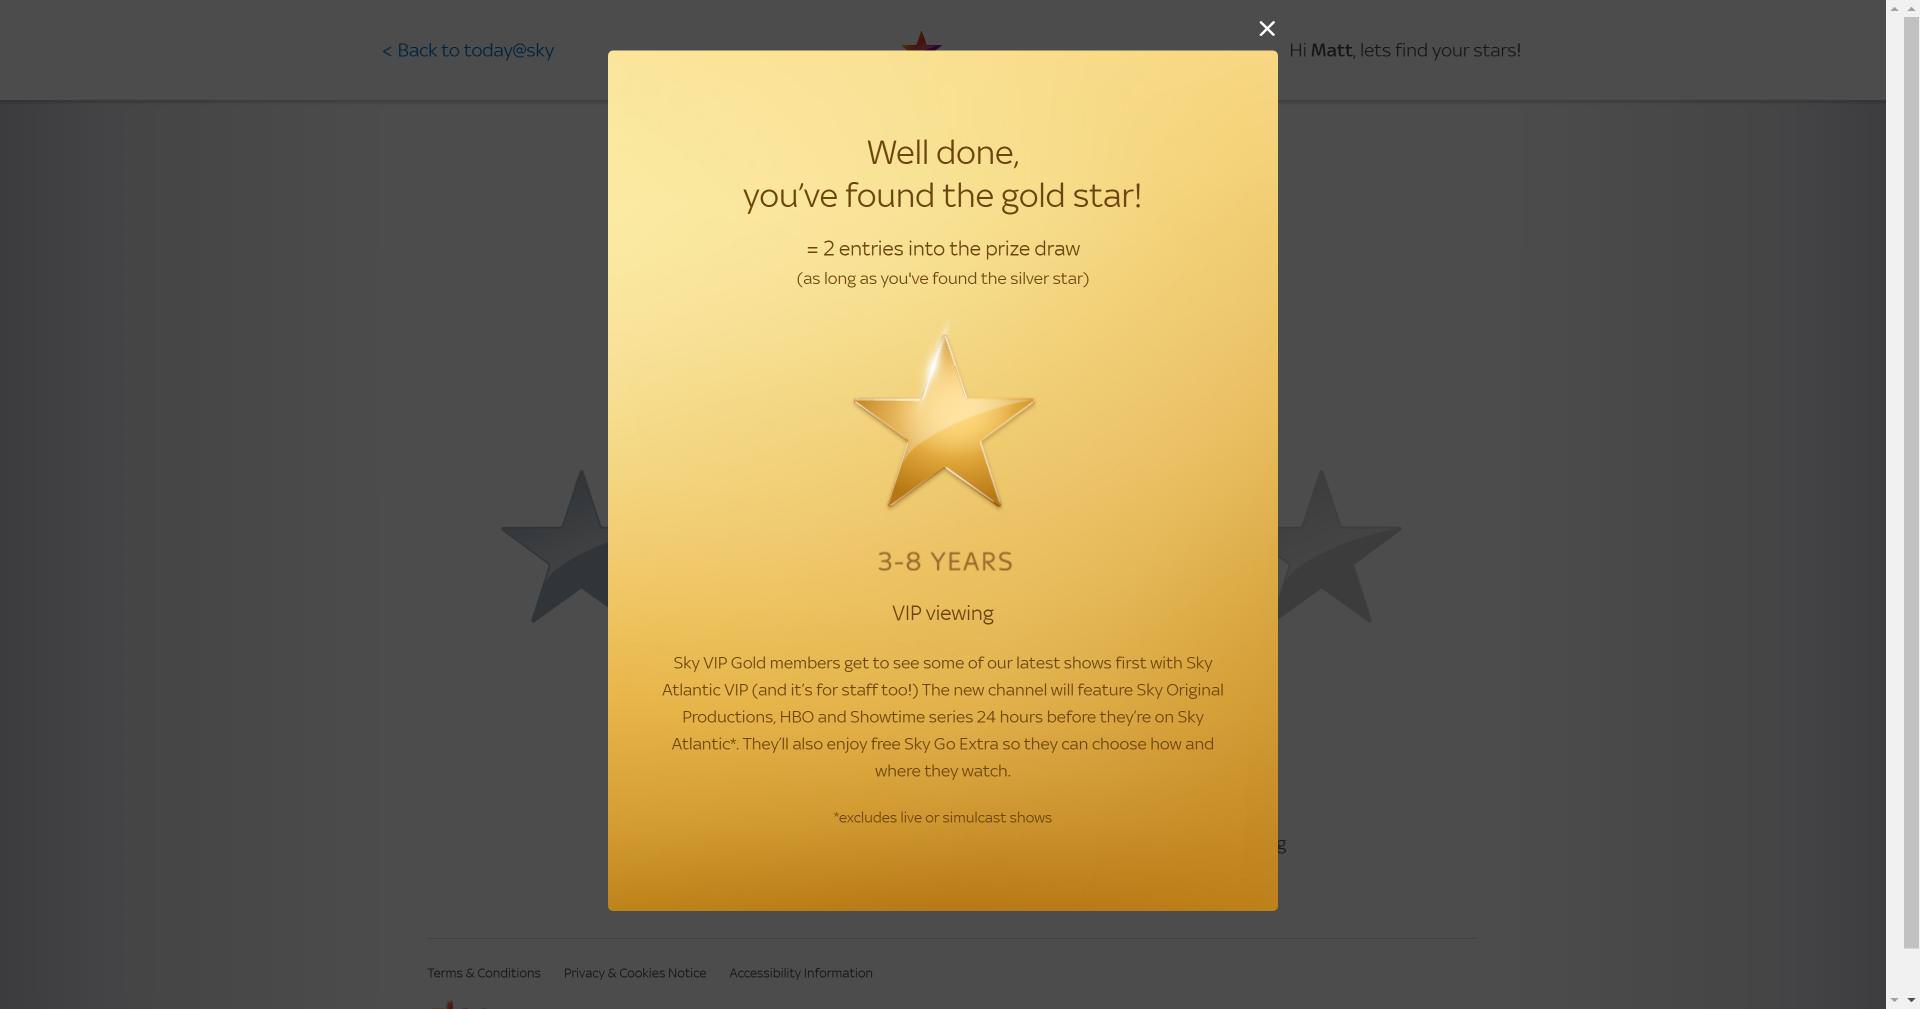 < Back to today@sky
Hi Matt, lets find your stars!
Well done,
you’ve found the gold star!
= 2 entries into the prize draw
(as long as you've found the silver star)
3-8 YEARS
VIP viewing
Sky VIP Gold members get to see some of our latest shows first with Sky
Atlantic VIP (and it’s for staff too!) The new channel will feature Sky Original
Productions, HBO and Showtime series 24 hours before they’re on Sky
Atlantic*. They’ll also enjoy free Sky Go Extra so they can choose how and
where they watch.
*excludes live or simulcast shows
Terms & Conditions
Privacy & Cookies Notice
Accessibility Information